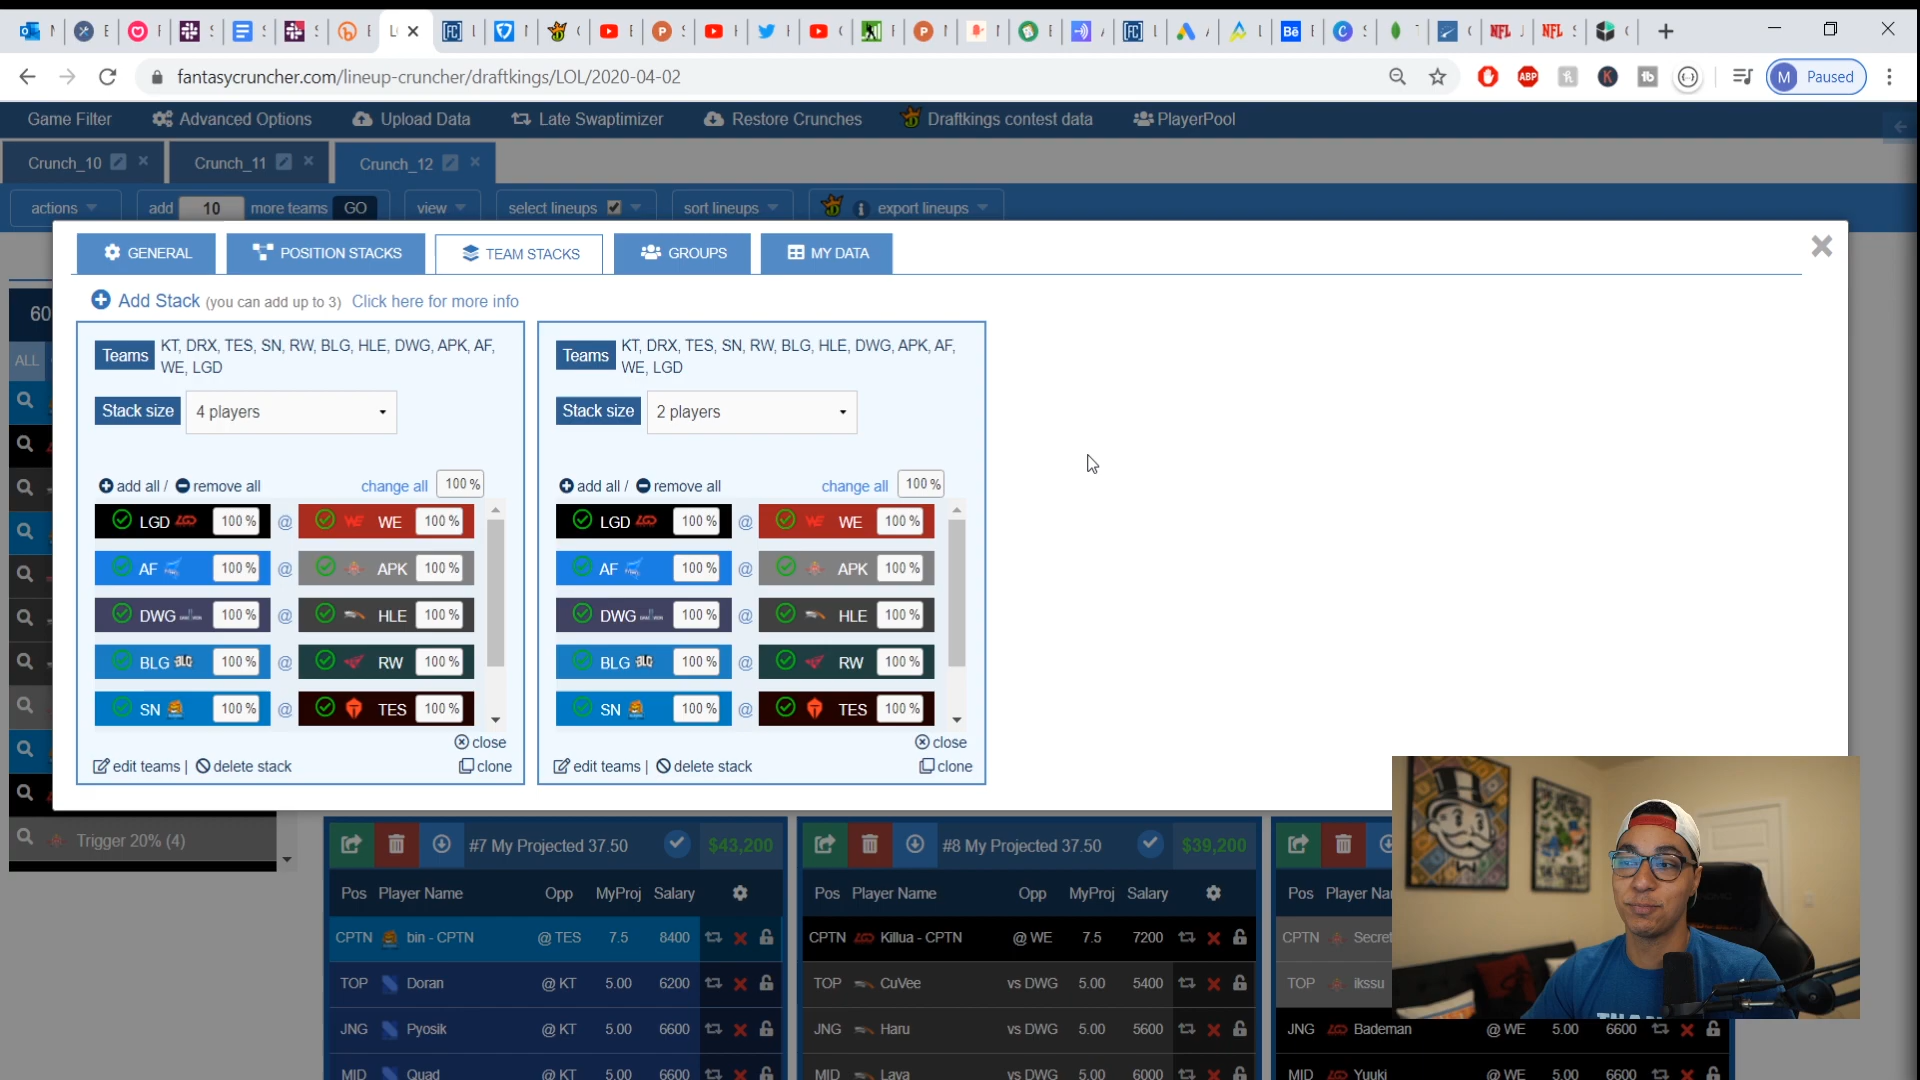 fantasycruncher.com/lineup-cruncher/draftkings/LOL/2020-04-02
Paused
Game Filter Advanced Options Upload Data Late Swaptimizer Restore Crunches Draftkings contest data PlayerPool
Crunch_10 Crunch_11 Crunch_12
actions add 10 more teams GO view select lineups sort lineups export lineups
GENERAL POSITION STACKS TEAM STACKS GROUPS MY DATA
Add Stack (you can add up to 3) Click here for more info
60
ALL
Teams KT, DRX, TES, SN, RW, BLG, HLE, DWG, APK, AF,
WE, LGD
Stack size 4 players
add all / remove all change all 100 %
LGD 100 % @ WE 100 %
AF 100 % @ APK 100 %
DWG 100 % @ HLE 100 %
BLG 100 % @ RW 100 %
SN 100 % @ TES 100 %
close
edit teams | delete stack clone
Teams KT, DRX, TES, SN, RW, BLG, HLE, DWG, APK, AF,
WE, LGD
Stack size 2 players
add all / remove all change all 100 %
LGD 100 % @ WE 100 %
AF 100 % @ APK 100 %
DWG 100 % @ HLE 100 %
BLG 100 % @ RW 100 %
SN 100 % @ TES 100 %
close
edit teams | delete stack clone
Trigger 20% (4)
#7 My Projected 37.50 $43,200
Pos Player Name Opp MyProj Salary
CPTN bin - CPTN @ TES 7.5 8400
TOP Doran @ KT 5.00 6200
JNG Pyosik @ KT 5.00 6600
MID Quad @ KT 5.00 6600
#8 My Projected 37.50 $39,200
Pos Player Name Opp MyProj Salary
CPTN Killua - CPTN @ WE 7.5 7200
TOP CuVee vs DWG 5.00 5400
JNG Haru vs DWG 5.00 5600
MID Lava vs DWG 5.00 6000
Pos Player Na
CPTN Secret
TOP ikssu
JNG Bademan @ WE 5.00 6600
MID Yuuki @ WE 5.00 6600